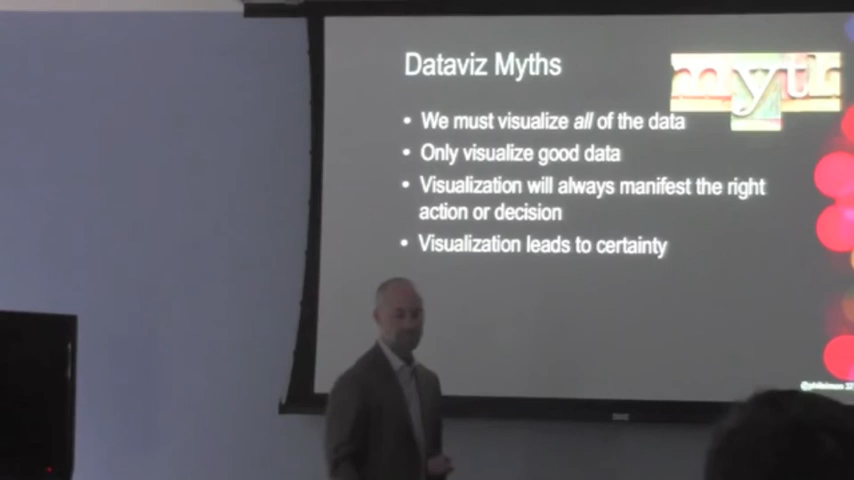 Dataviz Myths
myth
• We must visualize all of the data
• Only visualize good data
• Visualization will always manifest the right
action or decision
• Visualization leads to certainty